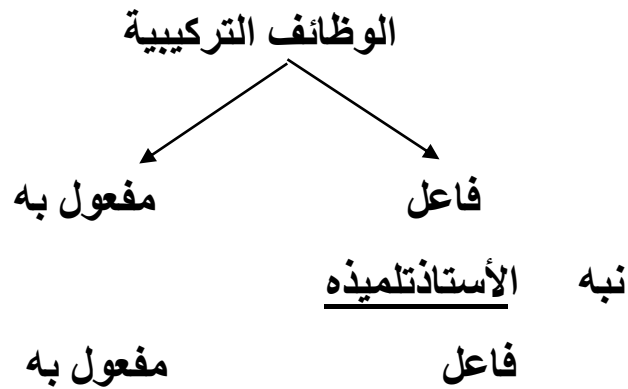 الوظائف التركيبية
فاعل مفعول به
نبه الأستاذتلميذه
فاعل مفعول به